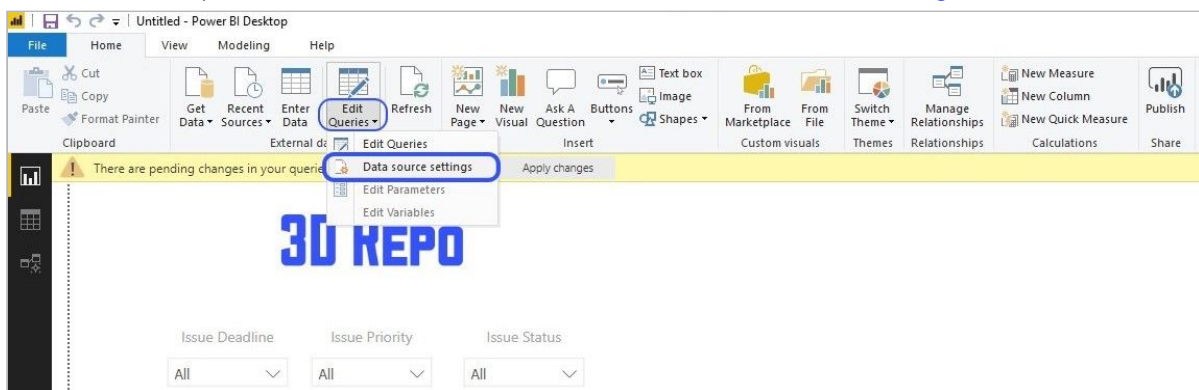 Untitled - Power BI Desktop
File Home View Modeling Help
Paste
Cut
Copy
Format Painter
Clipboard
Get Data
Recent Sources
Enter Data
Edit Queries
Refresh
External da
New Page
New Visual
Ask A Question
Buttons
Text box
Image
Shapes
Insert
From Marketplace
From File
Custom visuals
Switch Theme
Themes
Manage Relationships
Relationships
New Measure
New Column
New Quick Measure
Calculations
Publish
Share
Edit Queries
Data source settings
Edit Parameters
Edit Variables
There are pending changes in your querie
Apply changes
3D REPO
Issue Deadline Issue Priority Issue Status
All All All